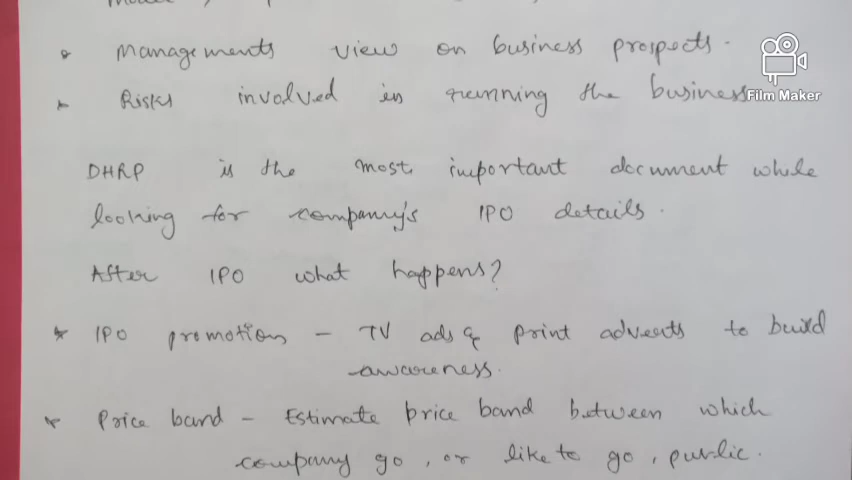 • Managements view on business prospects.
• Risks involved in running the business
Film Maker
DHRP is the most important document while
looking for company's IPO details.
After IPO what happens?
* IPO promotion - TV ads & print adverts to build
awareness.
* Price band - Estimate price band between which
company go, or like to go, public.